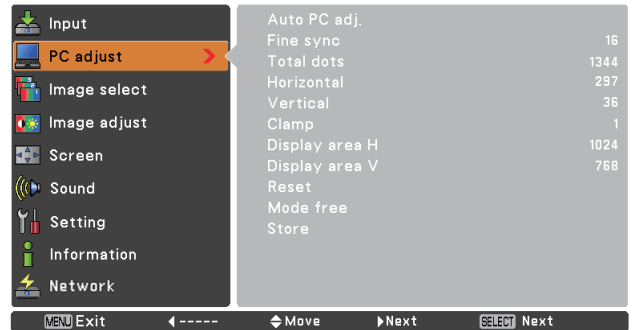 Input
PC adjust
Image select
Image adjust
Screen
Sound
Setting
Information
Network
Auto PC adj.
Fine sync 16
Total dots 1344
Horizontal 297
Vertical 36
Clamp 1
Display area H 1024
Display area V 768
Reset
Mode free
Store
MENU Exit ----- Move Next SELECT Next